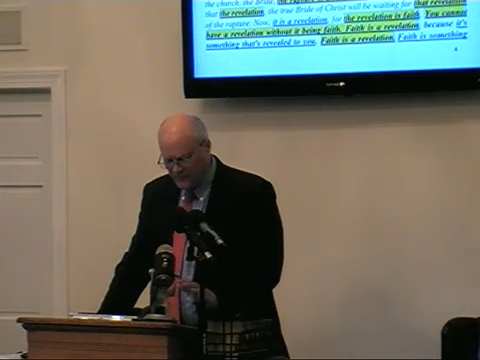 the church, the Bride, the rapture is a revelation
that the revelation, the true Bride of Christ will be waiting for that revelation
of the rapture. Now, it is a revelation, for the revelation is faith. You cannot
have a revelation without it being faith. Faith is a revelation, because it's
something that's revealed to you. Faith is a revelation. Faith is something
4